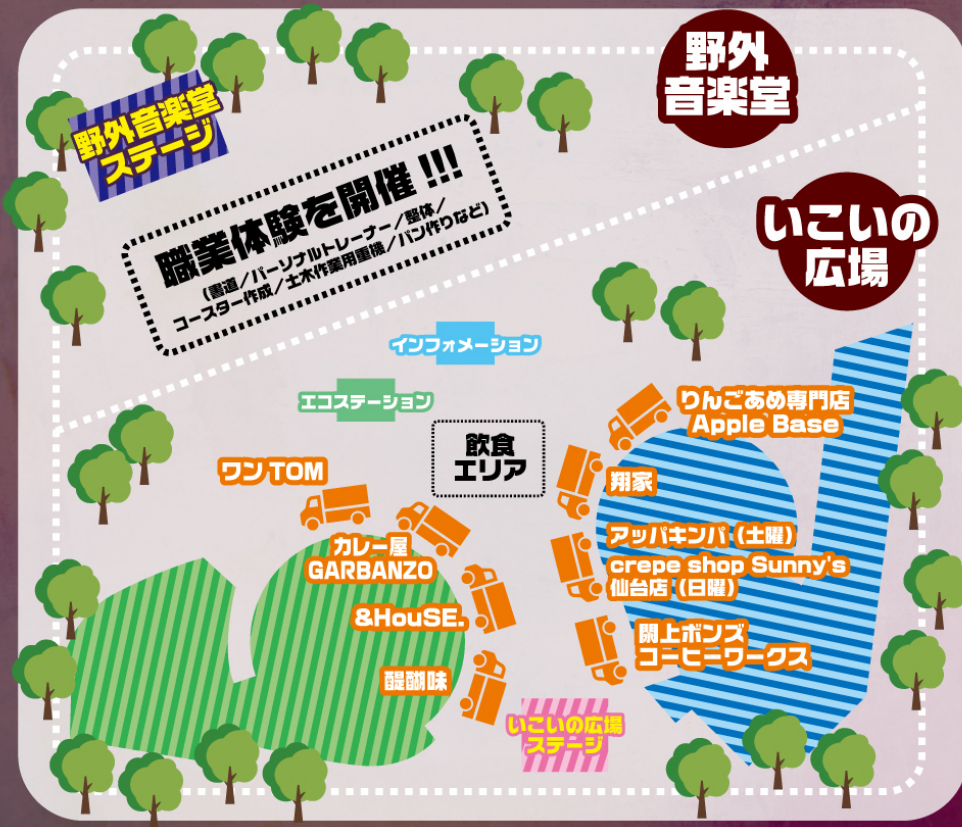 野外
音楽堂
野外音楽堂
ステージ
職業体験を開催!!!
(書道/パーソナルトレーナー/整体/
コースター作成/土木作業用重機/パン作りなど)
いこいの
広場
インフォメーション
エコステーション
飲食
エリア
りんごあめ専門店
Apple Base
翔家
ワンTOM
カレー屋
GARBANZO
アッパキンパ(土曜)
crepe shop Sunny's
仙台店(日曜)
&HouSE.
閖上ボンズ
コーヒーワークス
醍醐味
いこいの広場
ステージ